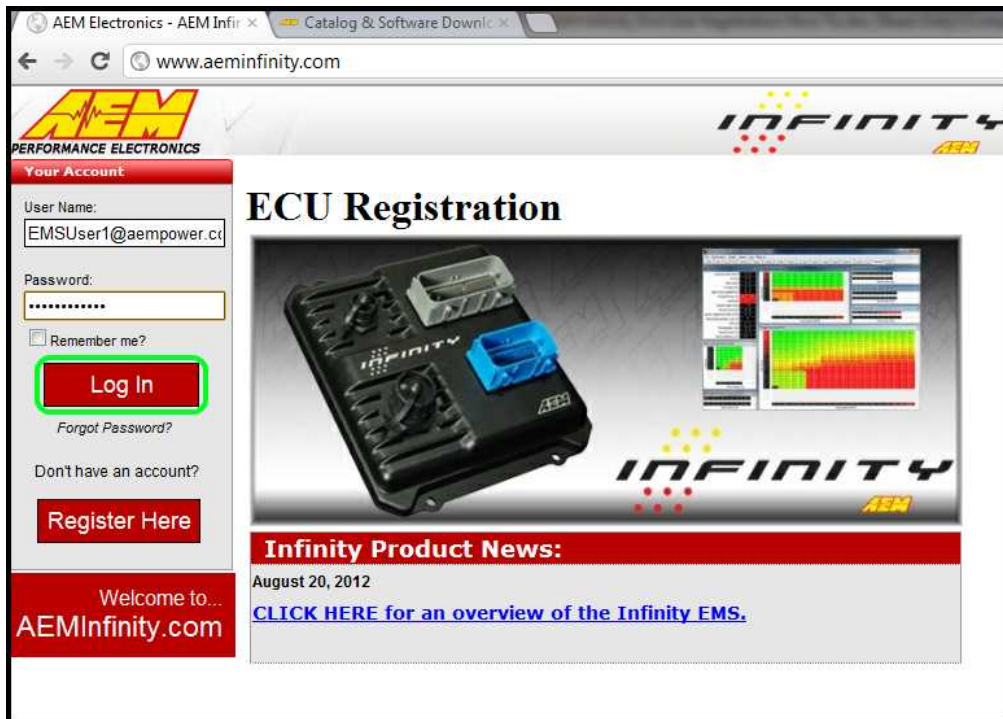 AEM Electronics - AEM Infir
Catalog & Software Downlc
www.aeminfinity.com
AEM
PERFORMANCE ELECTRONICS
INFINITY
AEM
Your Account
User Name:
EMSUser1@aempower.cc
Password:
••••••••••••
Remember me?
Log In
Forgot Password?
Don't have an account?
Register Here
Welcome to...
AEMInfinity.com
ECU Registration
INFINITY
AEM
INFINITY
AEM
Infinity Product News:
August 20, 2012
CLICK HERE for an overview of the Infinity EMS.